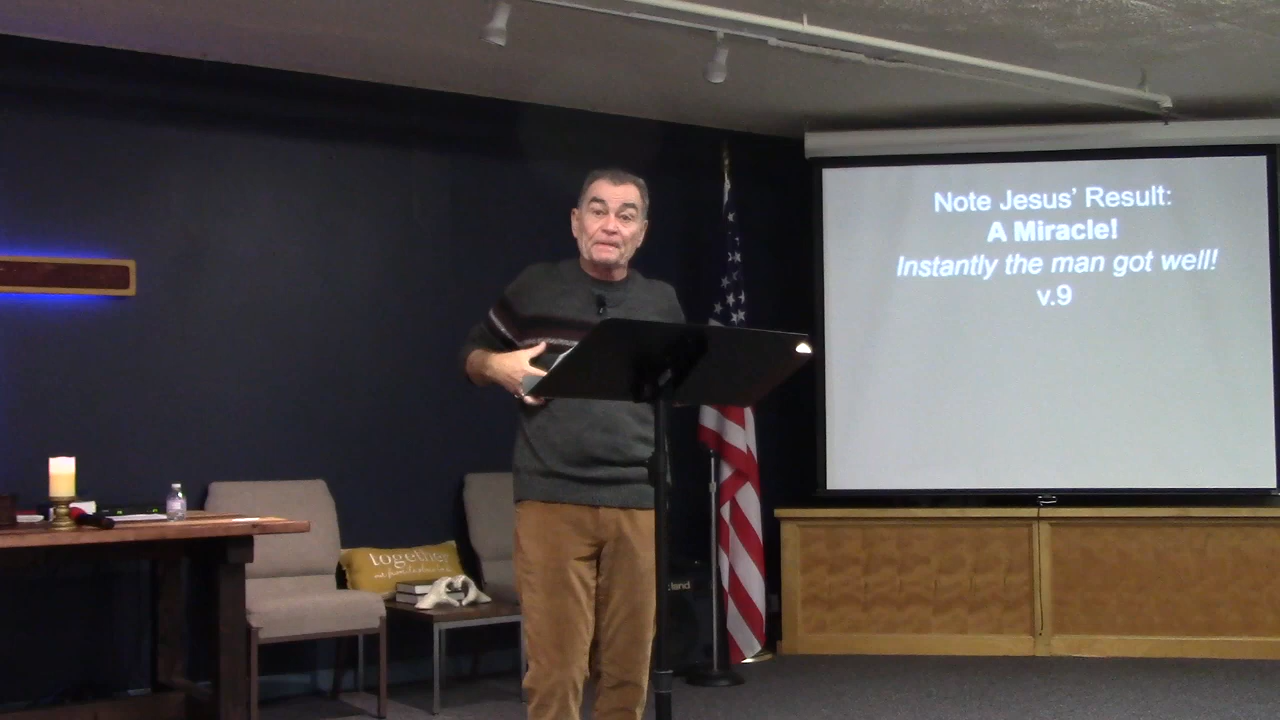 Note Jesus' Result:
A Miracle!
Instantly the man got well!
v.9
together